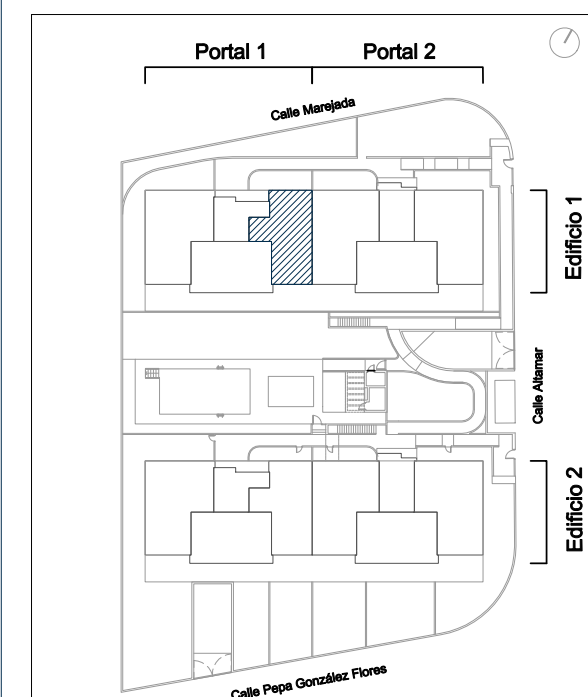 Portal 1
Portal 2
Calle Marejada
Edificio 1
Calle Altamar
Edificio 2
Calle Pepa González Flores